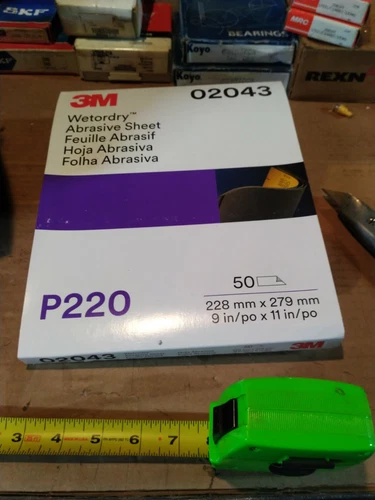 SKF
BEARINGS
MRC
Koyo
Koyo
REXN
3M
02043
Wetordry™
Abrasive Sheet
Feuille Abrasif
Hoja Abrasiva
Folha Abrasiva
50
P220
228 mm x 279 mm
9 in/po x 11 in/po
02043
3M
3 4 5 6 7